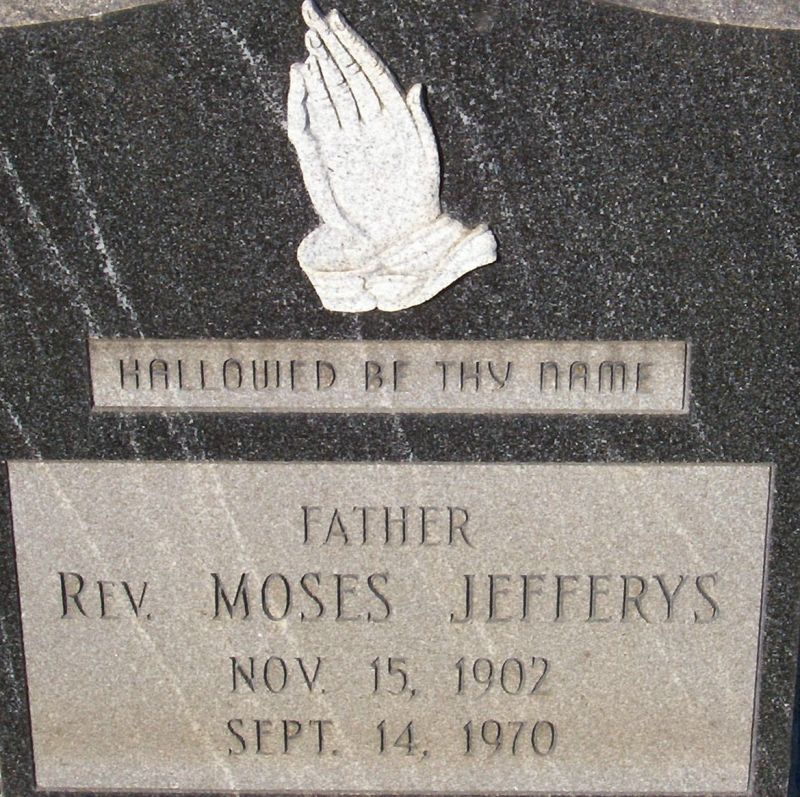 HALLOWED BE THY NAME
FATHER
REV. MOSES JEFFERYS
NOV. 15, 1902
SEPT. 14, 1970